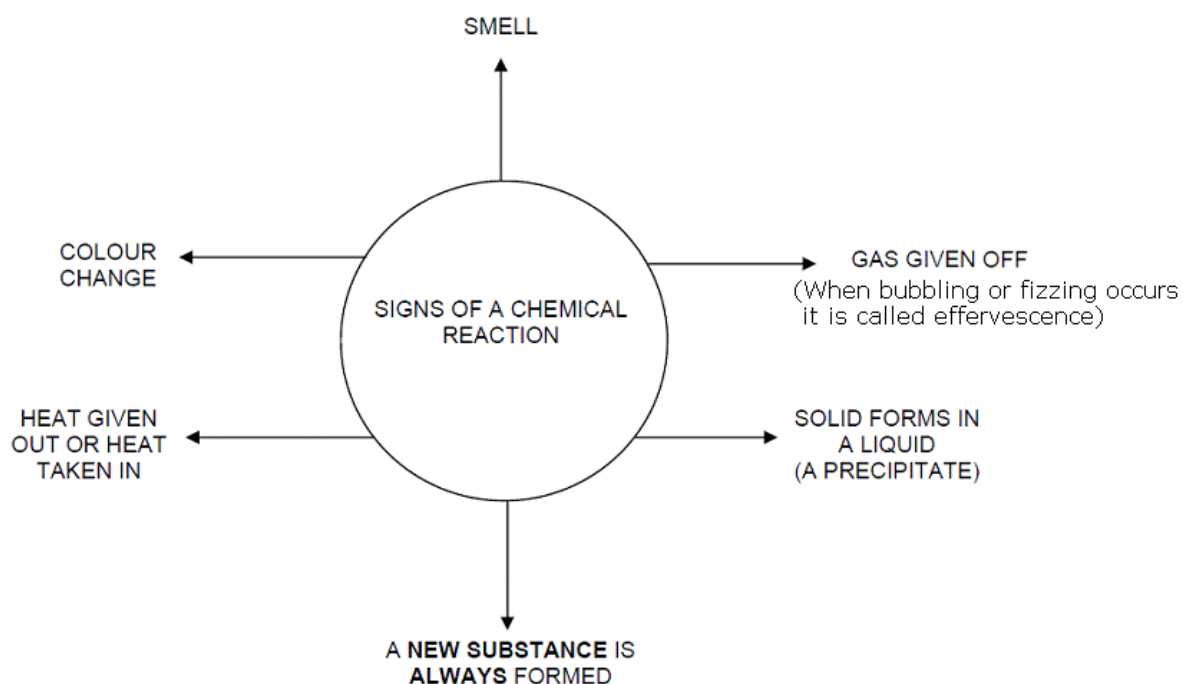 SMELL
COLOUR
CHANGE
GAS GIVEN OFF
(When bubbling or fizzing occurs
it is called effervescence)
SIGNS OF A CHEMICAL
REACTION
HEAT GIVEN
OUT OR HEAT
TAKEN IN
SOLID FORMS IN
A LIQUID
(A PRECIPITATE)
A NEW SUBSTANCE IS
ALWAYS FORMED